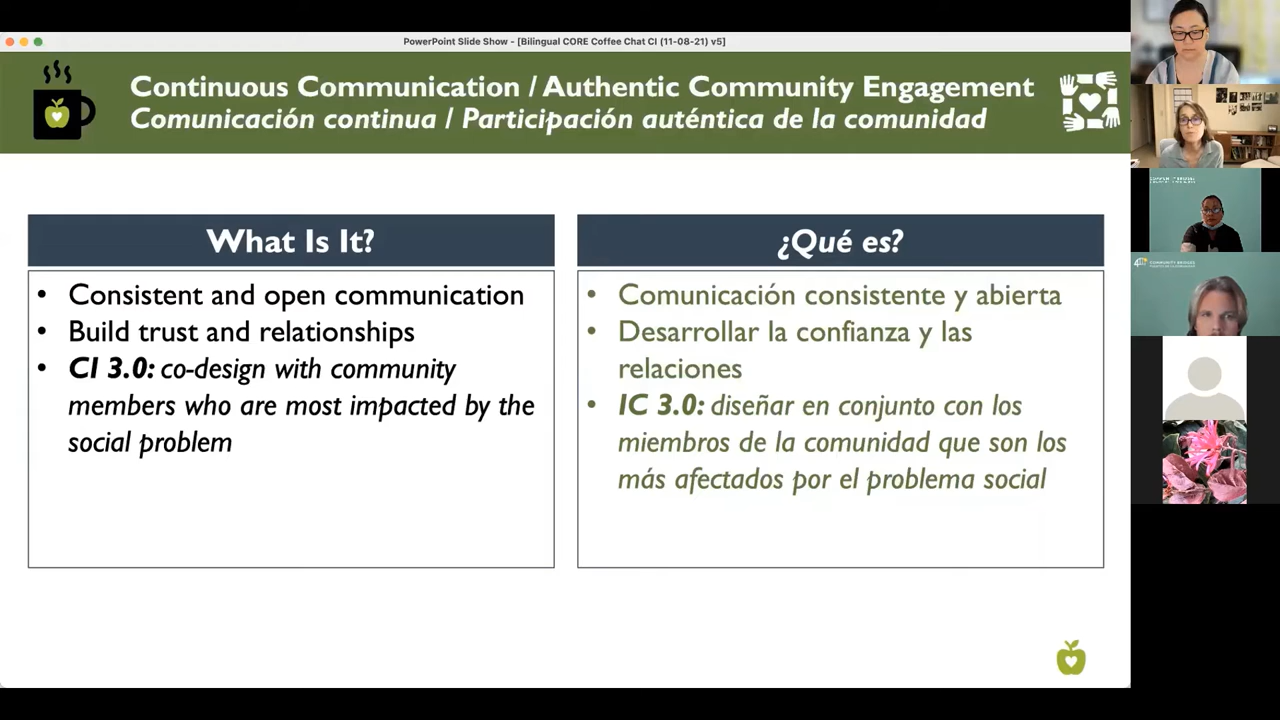 PowerPoint Slide Show - [Bilingual CORE Coffee Chat CI (11-08-21) v5]
Continuous Communication / Authentic Community Engagement
Comunicación continua / Participación auténtica de la comunidad
What Is It?
• Consistent and open communication
• Build trust and relationships
• CI 3.0: co-design with community
members who are most impacted by the
social problem
¿Qué es?
• Comunicación consistente y abierta
• Desarrollar la confianza y las
relaciones
• IC 3.0: diseñar en conjunto con los
miembros de la comunidad que son los
más afectados por el problema social
COMMUNITY BRIDGES